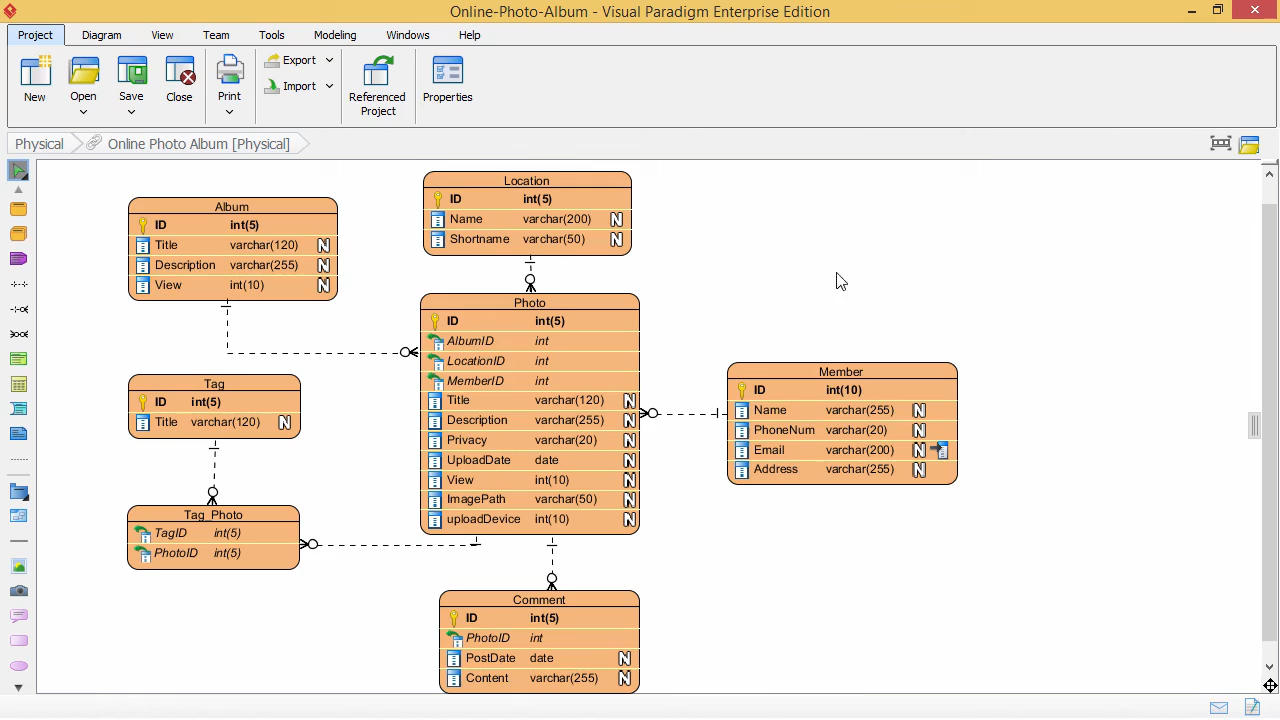 Online-Photo-Album - Visual Paradigm Enterprise Edition
Project Diagram View Team Tools Modeling Windows Help
New
Open
Save
Close
Print
Export
Import
Referenced
Project
Properties
Physical
Online Photo Album [Physical]
Location
ID int(5)
Name varchar(200) N
Shortname varchar(50) N
Album
ID int(5)
Title varchar(120) N
Description varchar(255) N
View int(10) N
Photo
ID int(5)
AlbumID int
LocationID int
MemberID int
Title varchar(120) N
Description varchar(255) N
Privacy varchar(20) N
UploadDate date N
View int(10) N
ImagePath varchar(50) N
uploadDevice int(10) N
Member
ID int(10)
Name varchar(255) N
PhoneNum varchar(20) N
Email varchar(200) N
Address varchar(255) N
Tag
ID int(5)
Title varchar(120) N
Tag_Photo
TagID int(5)
PhotoID int(5)
Comment
ID int(5)
PhotoID int
PostDate date N
Content varchar(255) N